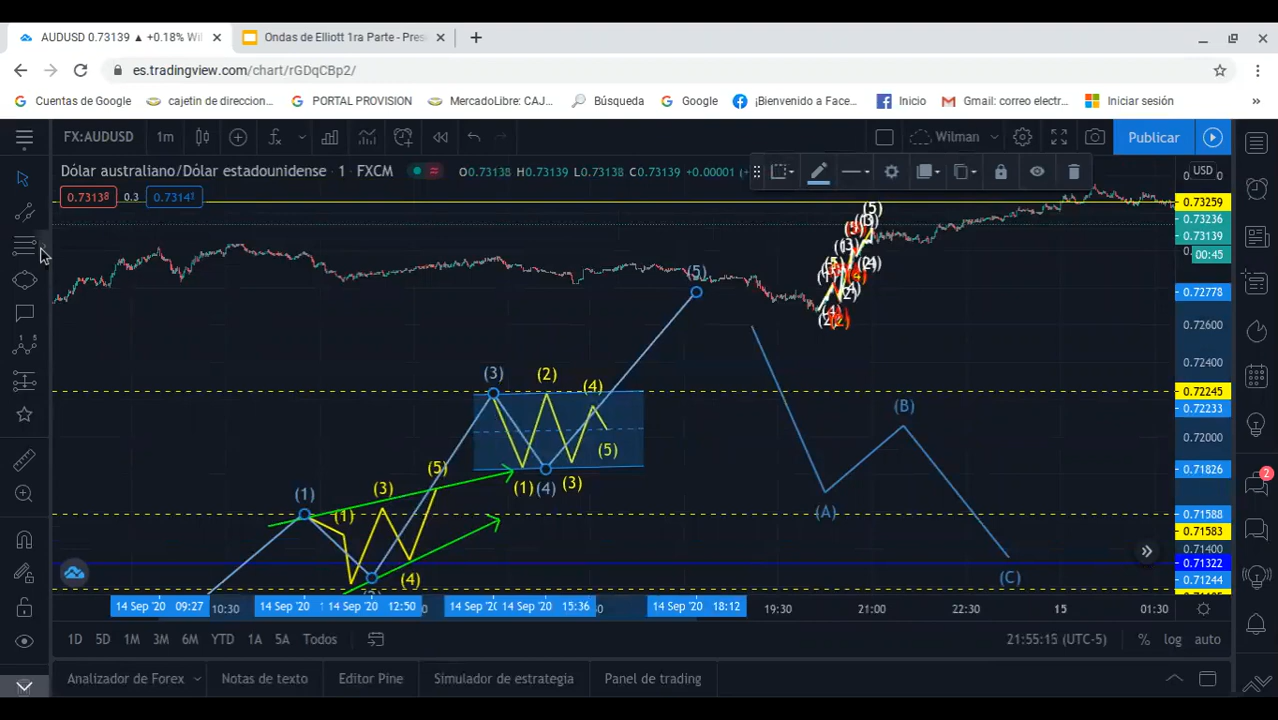 AUDUSD 0.73139 ▲ +0.18% Wil
Ondas de Elliott 1ra Parte - Pres
es.tradingview.com/chart/rGDqCBp2/
Cuentas de Google
cajetin de direccion...
PORTAL PROVISION
MercadoLibre: CAJ...
Búsqueda
Google
¡Bienvenido a Face...
Inicio
Gmail: correo electr...
Iniciar sesión
FX:AUDUSD
1m
Wilman
Publicar
Dólar australiano/Dólar estadounidense · 1 · FXCM
O0.73138 H0.73139 L0.73138 C0.73139 +0.00001
USD
0.73138
0.3
0.73141
0.73259
0.73236
0.73139
00:45
0.72778
0.72600
0.72400
0.72245
0.72233
0.72000
0.71826
0.71588
0.71583
0.71400
0.71322
0.71244
(5)
(3)
(2)
(4)
(B)
(5)
(5)
(3)
(1)
(1)
(1)
(4)
(3)
(A)
(4)
(C)
14 Sep '20 09:27
10:30
14 Sep '20
14 Sep '20 12:50
14 Sep '20
14 Sep '20 15:36
14 Sep '20 18:12
19:30
21:00
22:30
15
01:30
1D 5D 1M 3M 6M YTD 1A 5A Todos
21:55:15 (UTC-5)
% log auto
Analizador de Forex
Notas de texto
Editor Pine
Simulador de estrategia
Panel de trading
2